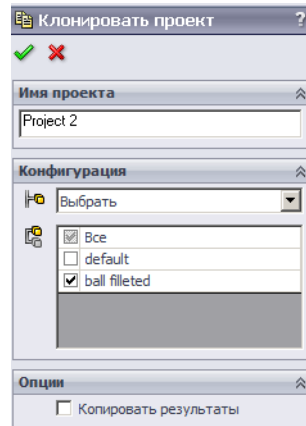 Клонировать проект ?
Имя проекта
Project 2
Конфигурация
Выбрать
Все
default
ball filleted
Опции
Копировать результаты